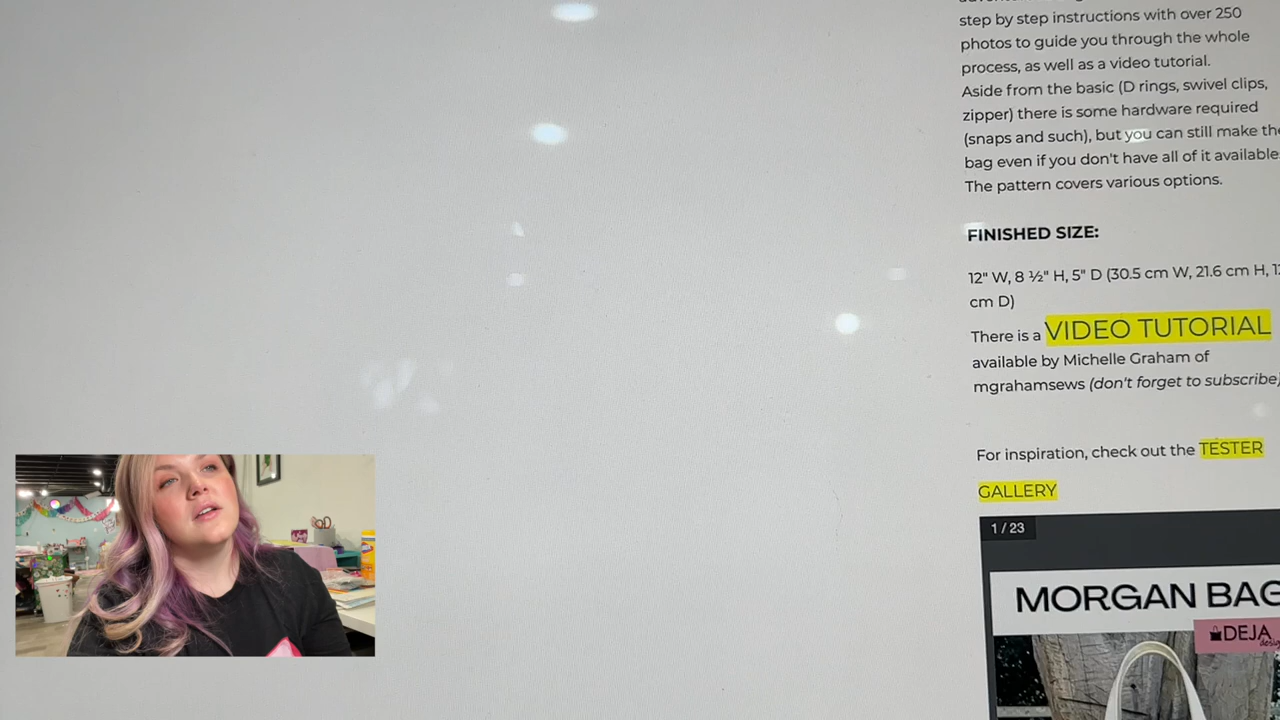 step by step instructions with over 250
photos to guide you through the whole
process, as well as a video tutorial.
Aside from the basic (D rings, swivel clips,
zipper) there is some hardware required
(snaps and such), but you can still make the
bag even if you don't have all of it available
The pattern covers various options.
FINISHED SIZE:
12" W, 8 ½" H, 5" D (30.5 cm W, 21.6 cm H, 12
cm D)
There is a VIDEO TUTORIAL
available by Michelle Graham of
mgrahamsews (don't forget to subscribe)
For inspiration, check out the TESTER
GALLERY
1 / 23
MORGAN BAG
DEJA